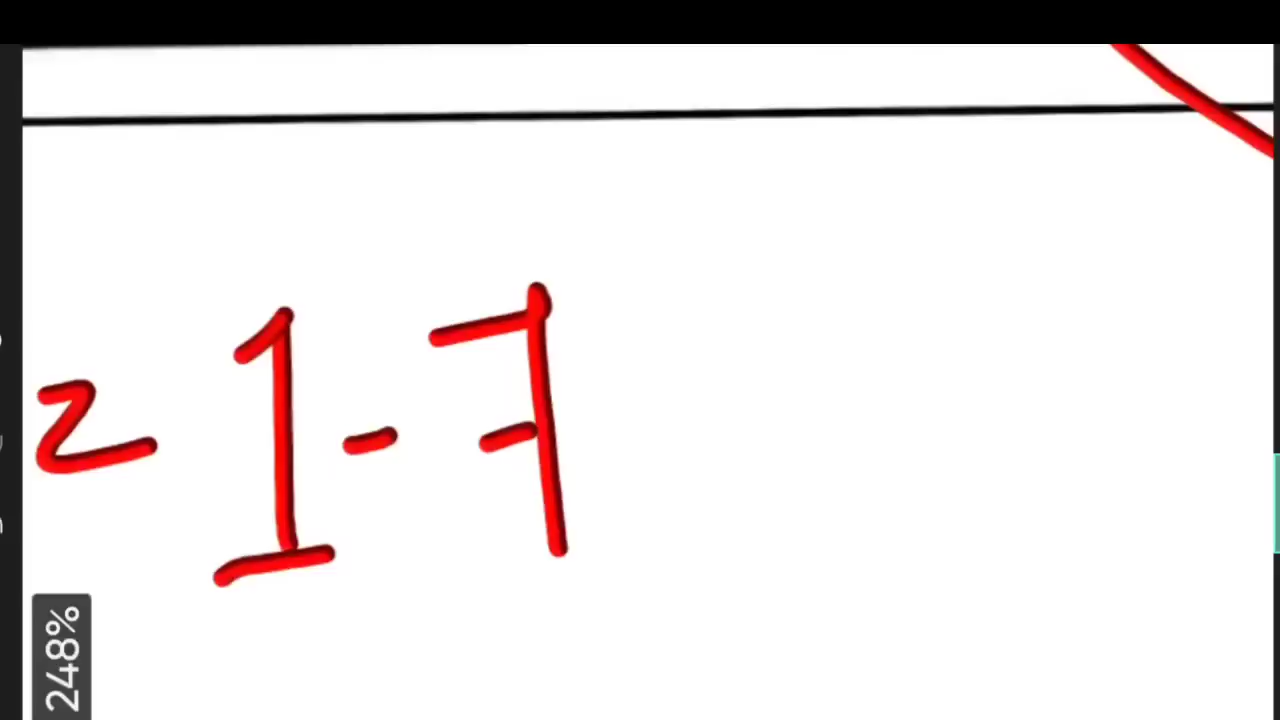 = 1 - 7
248%